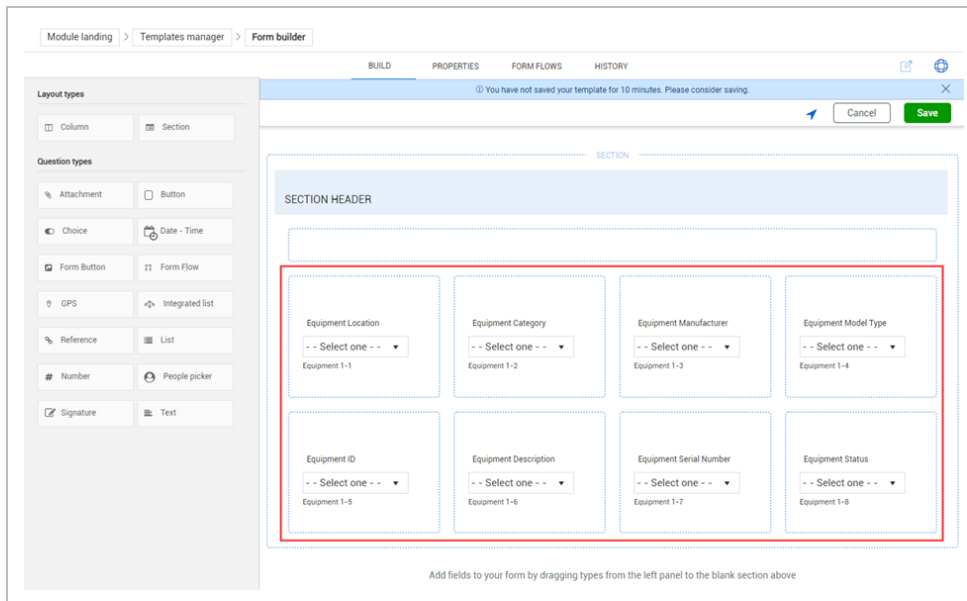 Module landing > Templates manager > Form builder
BUILD PROPERTIES FORM FLOWS HISTORY
You have not saved your template for 10 minutes. Please consider saving.
Cancel Save
Layout types
Column Section
Question types
Attachment Button
Choice Date - Time
Form Button Form Flow
GPS Integrated list
Reference List
Number People picker
Signature Text
SECTION
SECTION HEADER
Equipment Location Equipment Category Equipment Manufacturer Equipment Model Type
- - Select one - - - - Select one - - - - Select one - - - - Select one - -
Equipment 1-1 Equipment 1-2 Equipment 1-3 Equipment 1-4
Equipment ID Equipment Description Equipment Serial Number Equipment Status
- - Select one - - - - Select one - - - - Select one - - - - Select one - -
Equipment 1-5 Equipment 1-6 Equipment 1-7 Equipment 1-8
Add fields to your form by dragging types from the left panel to the blank section above